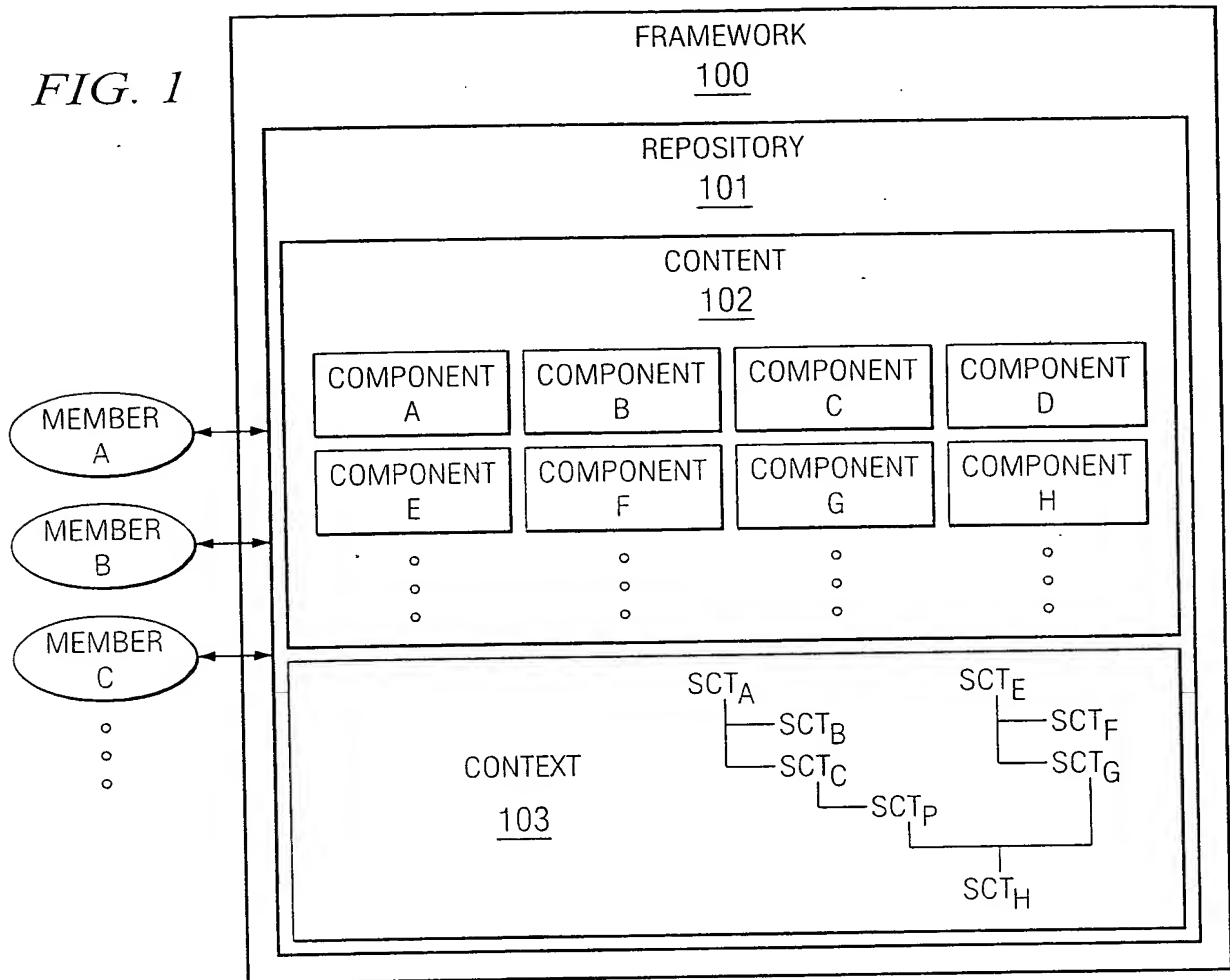 FIG. 1
FRAMEWORK
100
REPOSITORY
101
CONTENT
102
COMPONENT
A
COMPONENT
B
COMPONENT
C
COMPONENT
D
COMPONENT
E
COMPONENT
F
COMPONENT
G
COMPONENT
H
MEMBER
A
MEMBER
B
MEMBER
C
CONTEXT
103
SCTA
SCTB
SCTC
SCTP
SCTE
SCTF
SCTG
SCTH